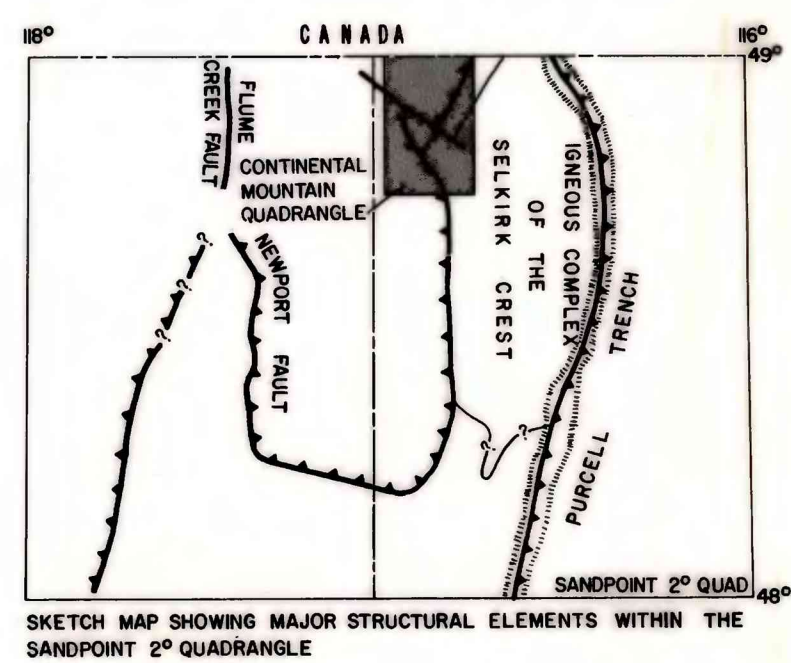 118°
CANADA
116°
49°
FLUME
CREEK FAULT
CONTINENTAL
MOUNTAIN
QUADRANGLE
NEWPORT FAULT
IGNEOUS COMPLEX
OF THE
SELKIRK CREST
PURCELL TRENCH
?
?
?
?
?
SANDPOINT 2° QUAD
48°
SKETCH MAP SHOWING MAJOR STRUCTURAL ELEMENTS WITHIN THE
SANDPOINT 2° QUADRANGLE